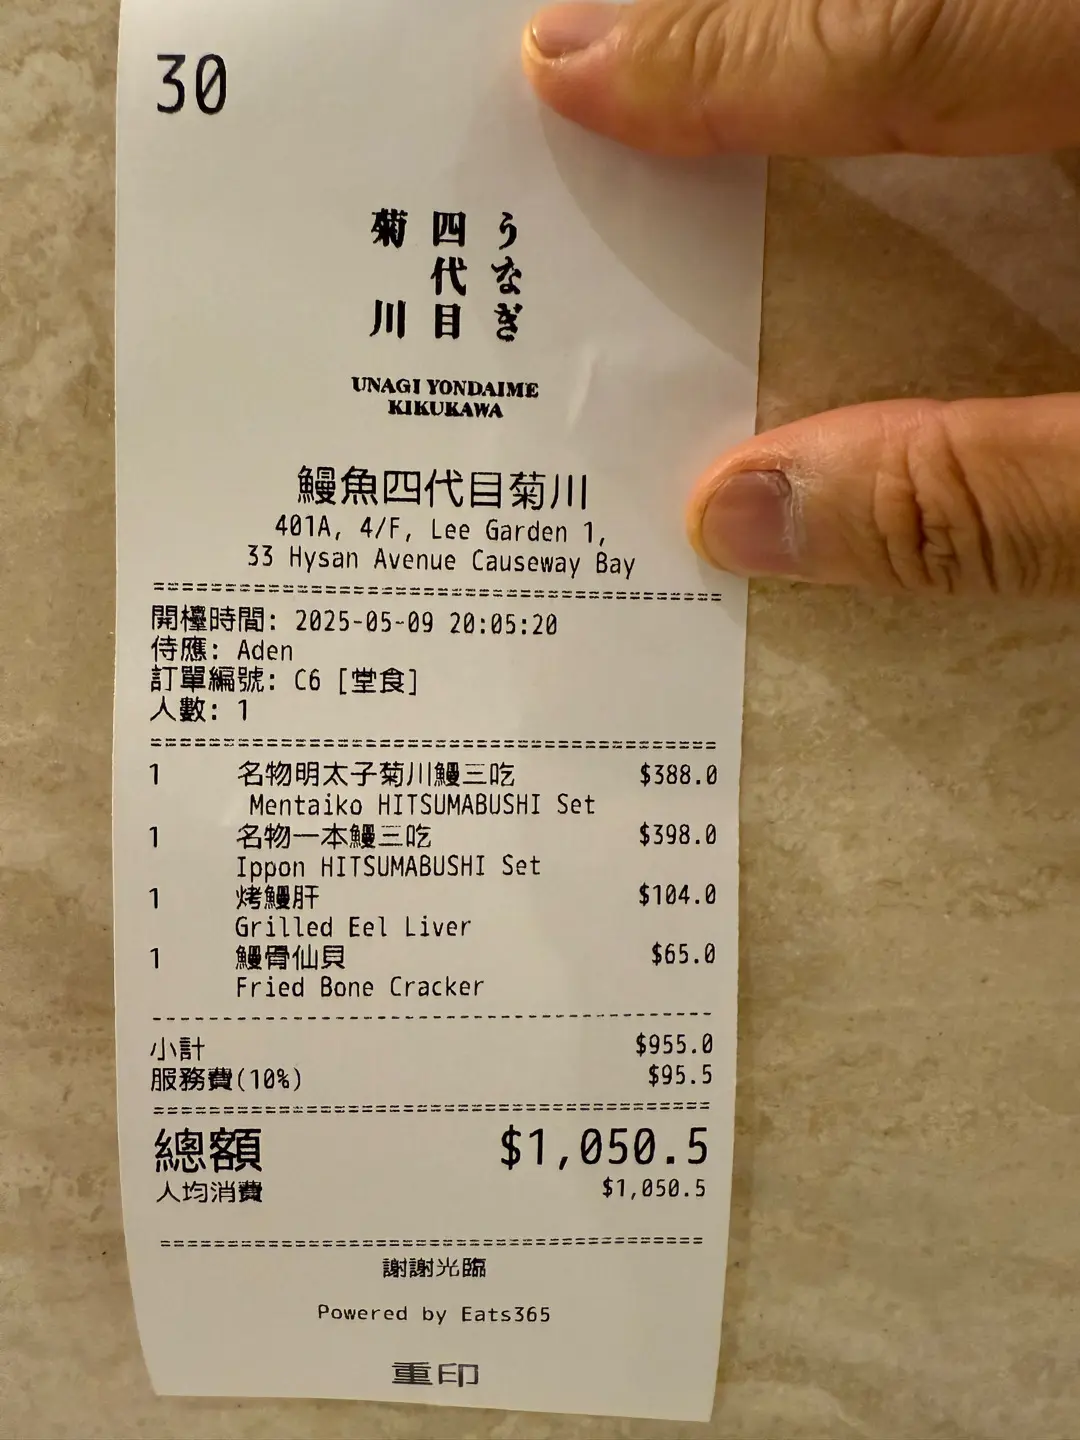 30
うなぎ
四代目
菊川
UNAGI YONDAIME
KIKUKAWA
鰻魚四代目菊川
401A, 4/F, Lee Garden 1,
33 Hysan Avenue Causeway Bay
開檯時間: 2025-05-09 20:05:20
侍應: Aden
訂單編號: C6 [堂食]
人數: 1
1 名物明太子菊川鰻三吃 $388.0
Mentaiko HITSUMABUSHI Set
1 名物一本鰻三吃 $398.0
Ippon HITSUMABUSHI Set
1 烤鰻肝 $104.0
Grilled Eel Liver
1 鰻骨仙貝 $65.0
Fried Bone Cracker
小計 $955.0
服務費(10%) $95.5
總額 $1,050.5
人均消費 $1,050.5
謝謝光臨
Powered by Eats365
重印